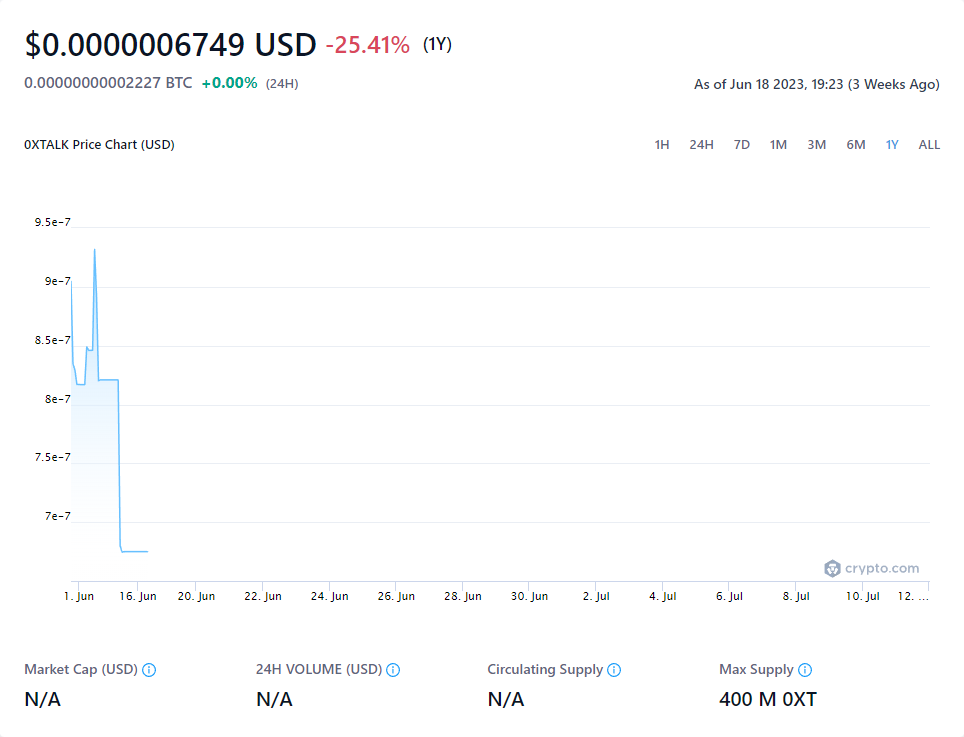 $0.0000006749 USD -25.41% (1Y)
0.00000000002227 BTC +0.00% (24H)
As of Jun 18 2023, 19:23 (3 Weeks Ago)
0XTALK Price Chart (USD)
1H 24H 7D 1M 3M 6M 1Y ALL
9.5e-7
9e-7
8.5e-7
8e-7
7.5e-7
7e-7
crypto.com
1. Jun 16. Jun 20. Jun 22. Jun 24. Jun 26. Jun 28. Jun 30. Jun 2. Jul 4. Jul 6. Jul 8. Jul 10. Jul 12. ...
Market Cap (USD) 24H VOLUME (USD) Circulating Supply Max Supply
N/A N/A N/A 400 M 0XT